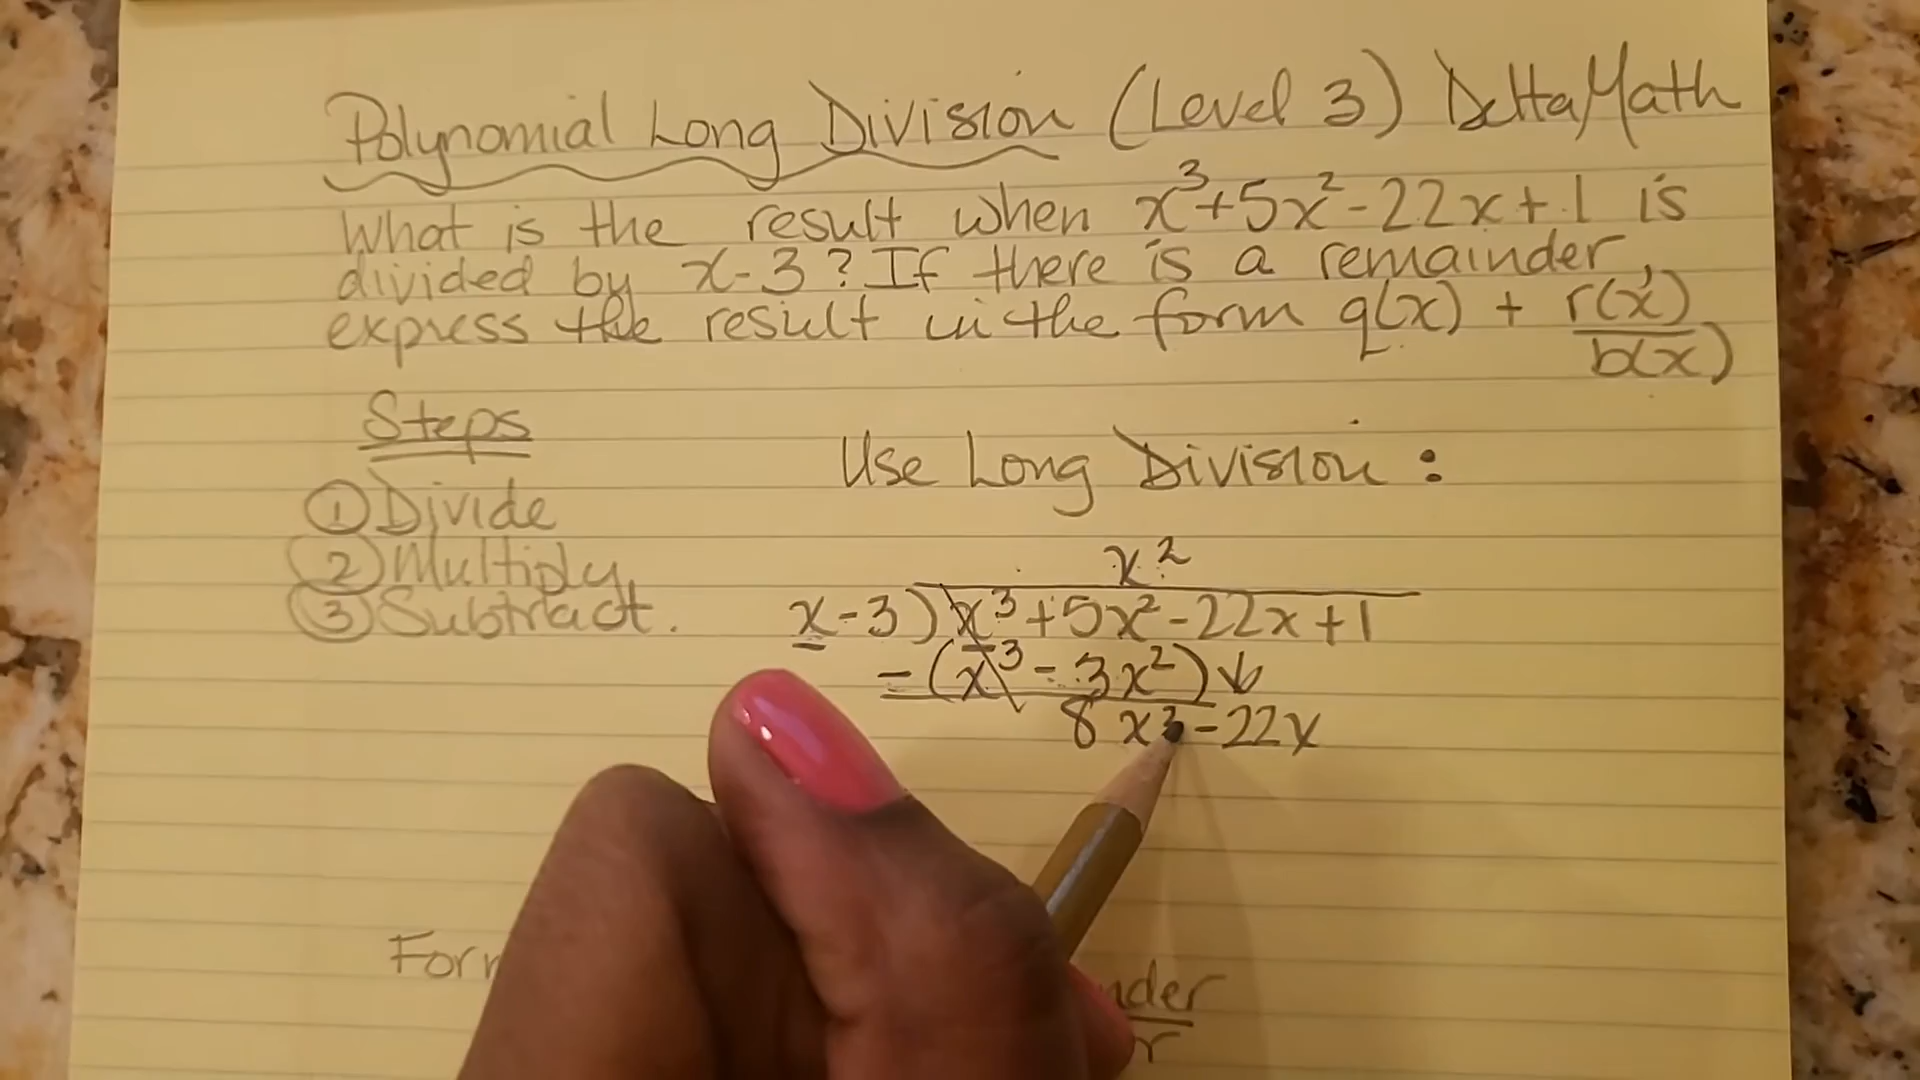 Polynomial Long Division (Level 3) DeltaMath
What is the result when x³+5x²-22x+1 is
divided by x-3? If there is a remainder,
express the result in the form q(x) + r(x)
b(x)
Steps
① Divide
② Multiply
③ Subtract.
Use Long Division :
x²
x-3)x³+5x²-22x+1
-(x³-3x²)↓
8x²-22x